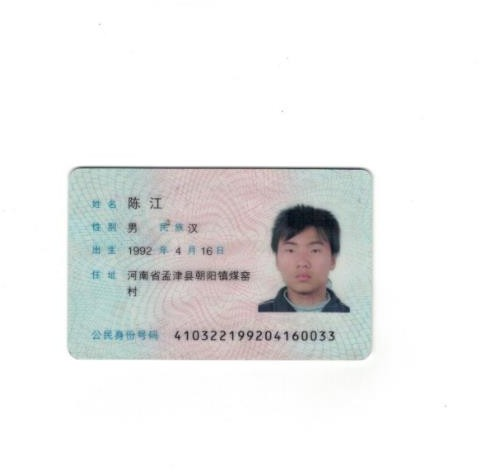 姓名 陈江
性别 男 民族 汉
出生 1992 年 4 月 16 日
住址 河南省孟津县朝阳镇煤窑
村
公民身份号码 410322199204160033